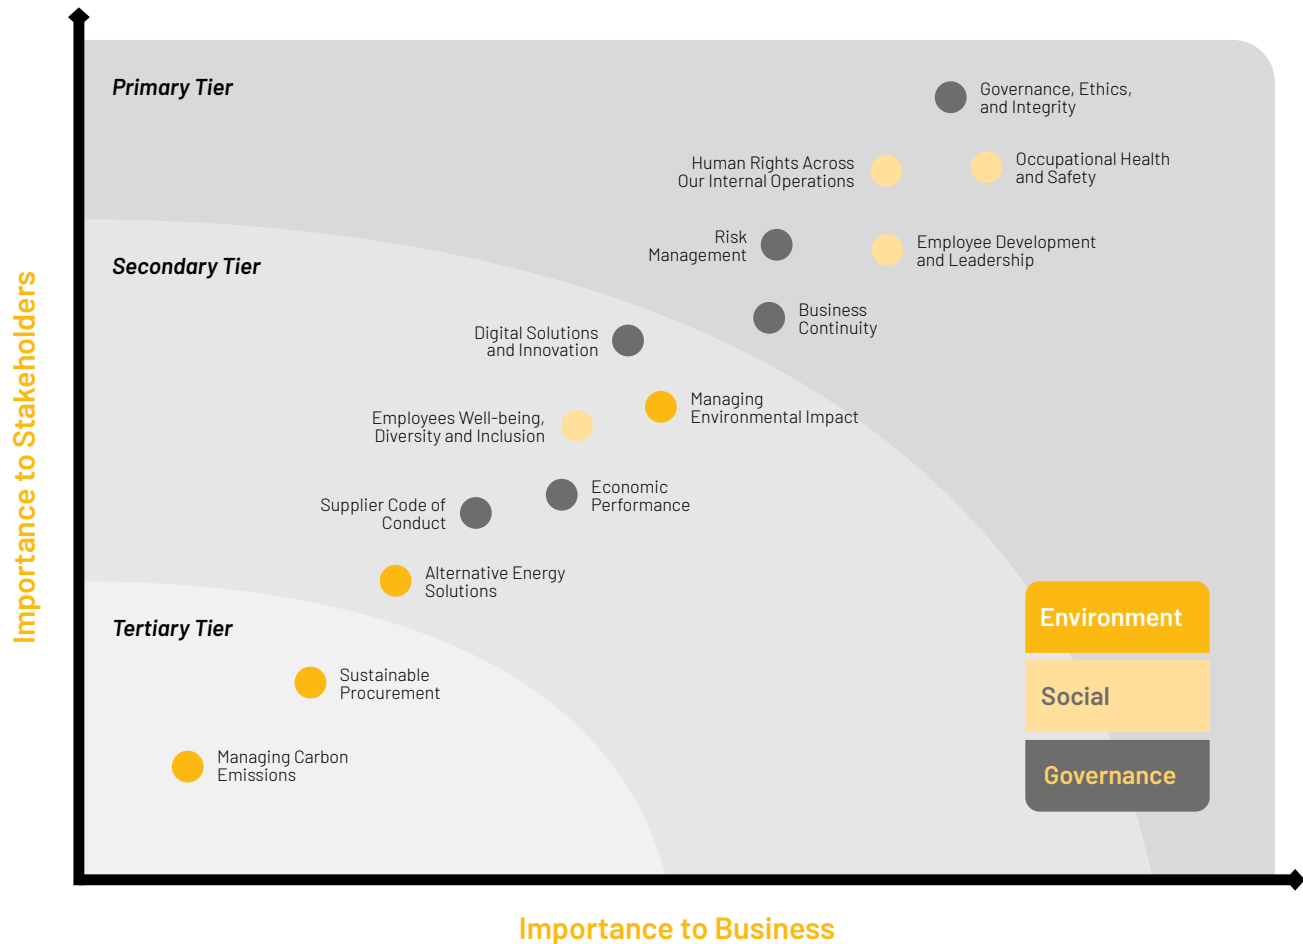 Primary Tier
Governance, Ethics,
and Integrity
Human Rights Across
Our Internal Operations
Occupational Health
and Safety
Risk
Management
Employee Development
and Leadership
Secondary Tier
Business
Continuity
Digital Solutions
and Innovation
Managing
Environmental Impact
Employees Well-being,
Diversity and Inclusion
Economic
Performance
Supplier Code of
Conduct
Alternative Energy
Solutions
Tertiary Tier
Sustainable
Procurement
Managing Carbon
Emissions
Environment
Social
Governance
Importance to Stakeholders
Importance to Business